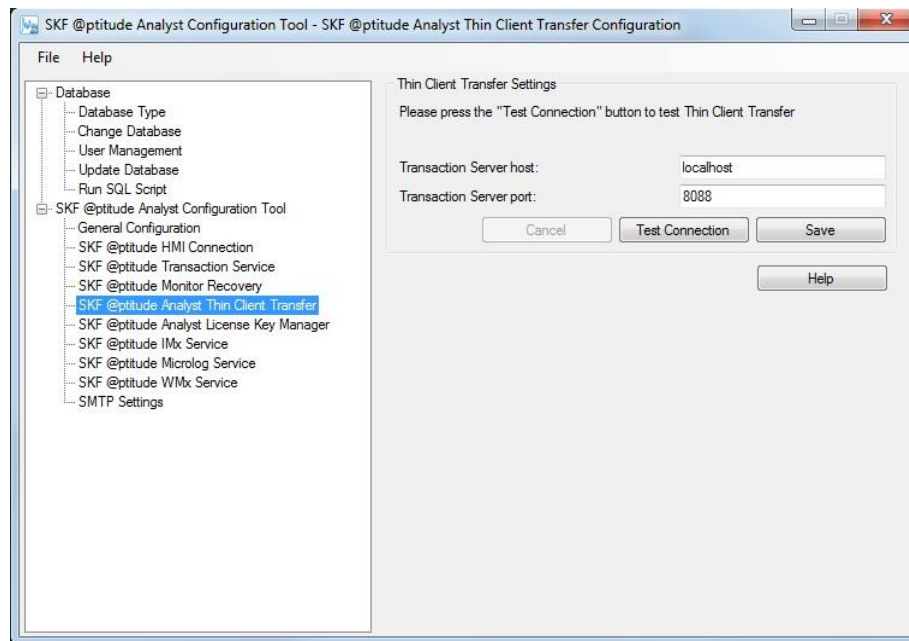 SKF @ptitude Analyst Configuration Tool - SKF @ptitude Analyst Thin Client Transfer Configuration
File Help
Database
Database Type
Change Database
User Management
Update Database
Run SQL Script
SKF @ptitude Analyst Configuration Tool
General Configuration
SKF @ptitude HMI Connection
SKF @ptitude Transaction Service
SKF @ptitude Monitor Recovery
SKF @ptitude Analyst Thin Client Transfer
SKF @ptitude Analyst License Key Manager
SKF @ptitude IMx Service
SKF @ptitude Microlog Service
SKF @ptitude WMx Service
SMTP Settings
Thin Client Transfer Settings
Please press the "Test Connection" button to test Thin Client Transfer
Transaction Server host: localhost
Transaction Server port: 8088
Cancel Test Connection Save
Help